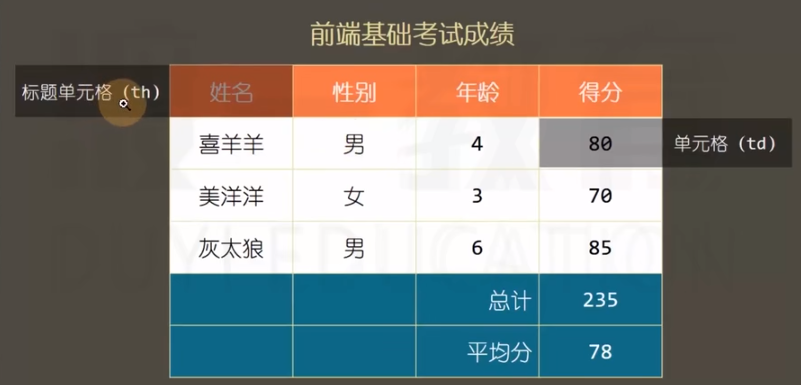 前端基础考试成绩
标题单元格 (th)
姓名 性别 年龄 得分
喜羊羊 男 4 80
单元格 (td)
美洋洋 女 3 70
灰太狼 男 6 85
总计 235
平均分 78
DUYI EDUCATION